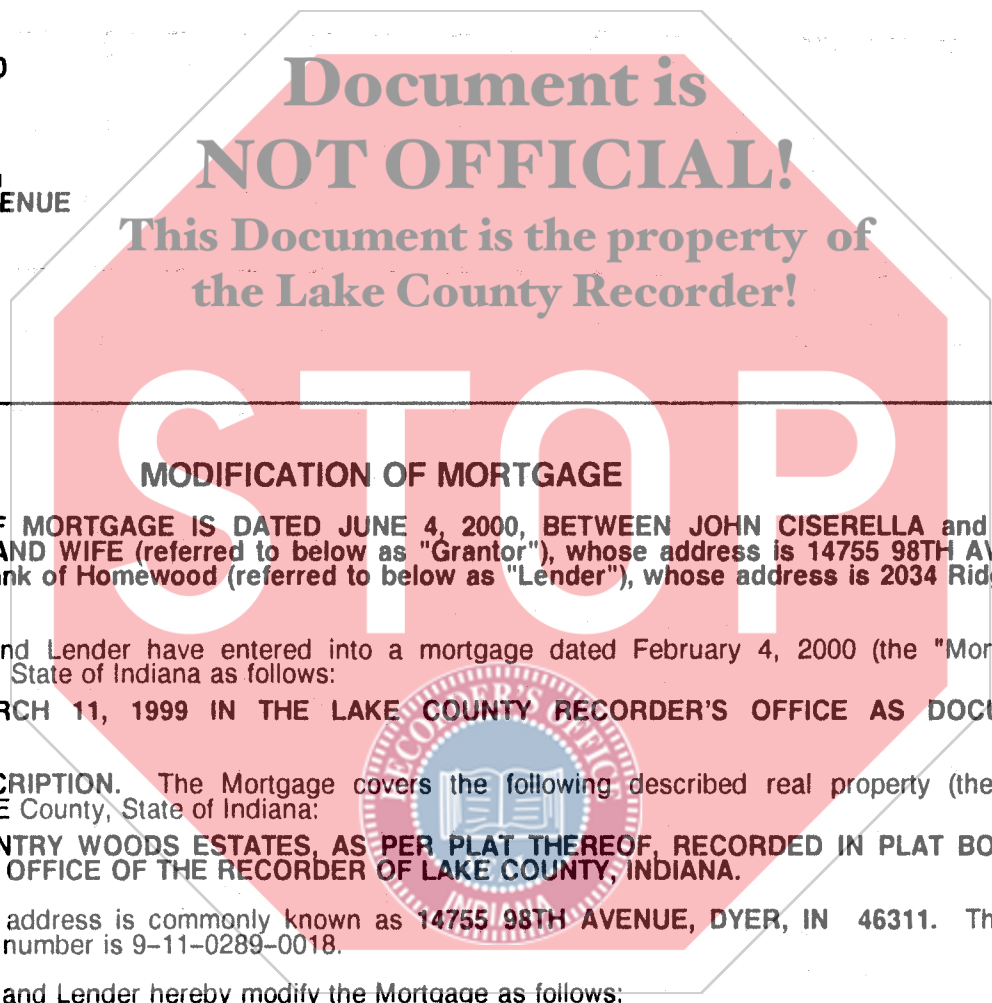 Document is
NOT OFFICIAL!
This Document is the property of
the Lake County Recorder!
ENUE
STOP
MODIFICATION OF MORTGAGE
MORTGAGE IS DATED JUNE 4, 2000, BETWEEN JOHN CISERELLA and
AND WIFE (referred to below as "Grantor"), whose address is 14755 98TH AV
nk of Homewood (referred to below as "Lender"), whose address is 2034 Rid
nd Lender have entered into a mortgage dated February 4, 2000 (the "Mor
State of Indiana as follows:
RCH 11, 1999 IN THE LAKE COUNTY RECORDER'S OFFICE AS DOCU
CRIPTION. The Mortgage covers the following described real property (the
E County, State of Indiana:
NTRY WOODS ESTATES, AS PER PLAT THEREOF, RECORDED IN PLAT BO
OFFICE OF THE RECORDER OF LAKE COUNTY, INDIANA.
address is commonly known as 14755 98TH AVENUE, DYER, IN 46311. Th
number is 9-11-0289-0018.
and Lender hereby modify the Mortgage as follows:
RECORDER'S OFFICE
INDIANA